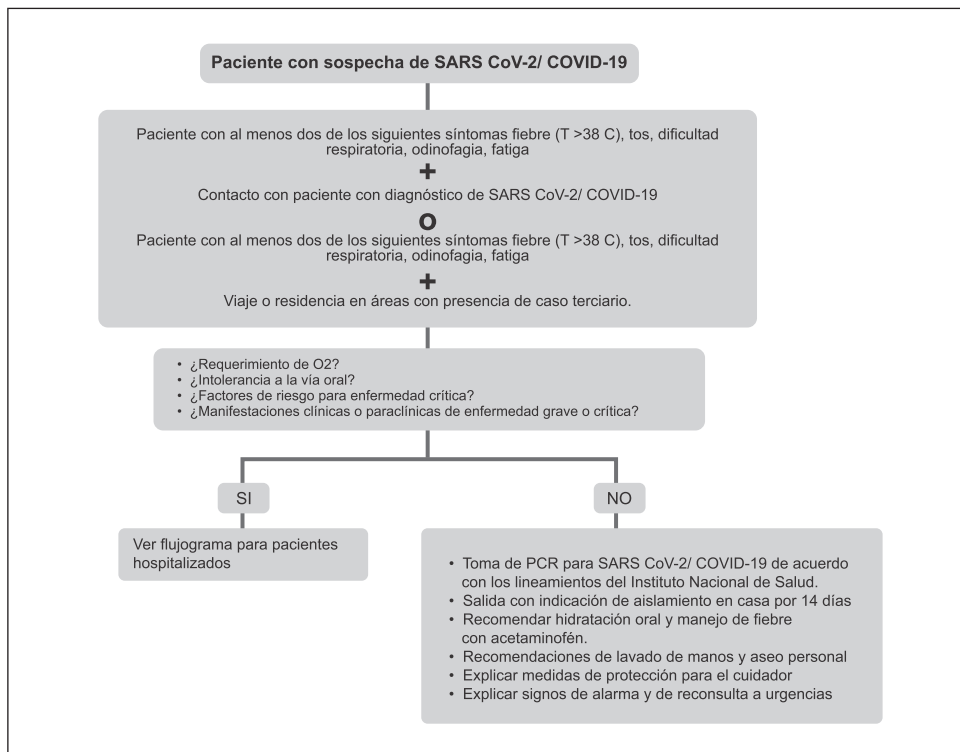 Paciente con sospecha de SARS CoV-2/ COVID-19
Paciente con al menos dos de los siguientes síntomas fiebre (T >38 C), tos, dificultad
respiratoria, odinofagia, fatiga
+
Contacto con paciente con diagnóstico de SARS CoV-2/ COVID-19
O
Paciente con al menos dos de los siguientes síntomas fiebre (T >38 C), tos, dificultad
respiratoria, odinofagia, fatiga
+
Viaje o residencia en áreas con presencia de caso terciario.
• ¿Requerimiento de O2?
• ¿Intolerancia a la vía oral?
• ¿Factores de riesgo para enfermedad crítica?
• ¿Manifestaciones clínicas o paraclínicas de enfermedad grave o crítica?
SI
Ver flujograma para pacientes
hospitalizados
NO
• Toma de PCR para SARS CoV-2/ COVID-19 de acuerdo
con los lineamientos del Instituto Nacional de Salud.
• Salida con indicación de aislamiento en casa por 14 días
• Recomendar hidratación oral y manejo de fiebre
con acetaminofén.
• Recomendaciones de lavado de manos y aseo personal
• Explicar medidas de protección para el cuidador
• Explicar signos de alarma y de reconsulta a urgencias